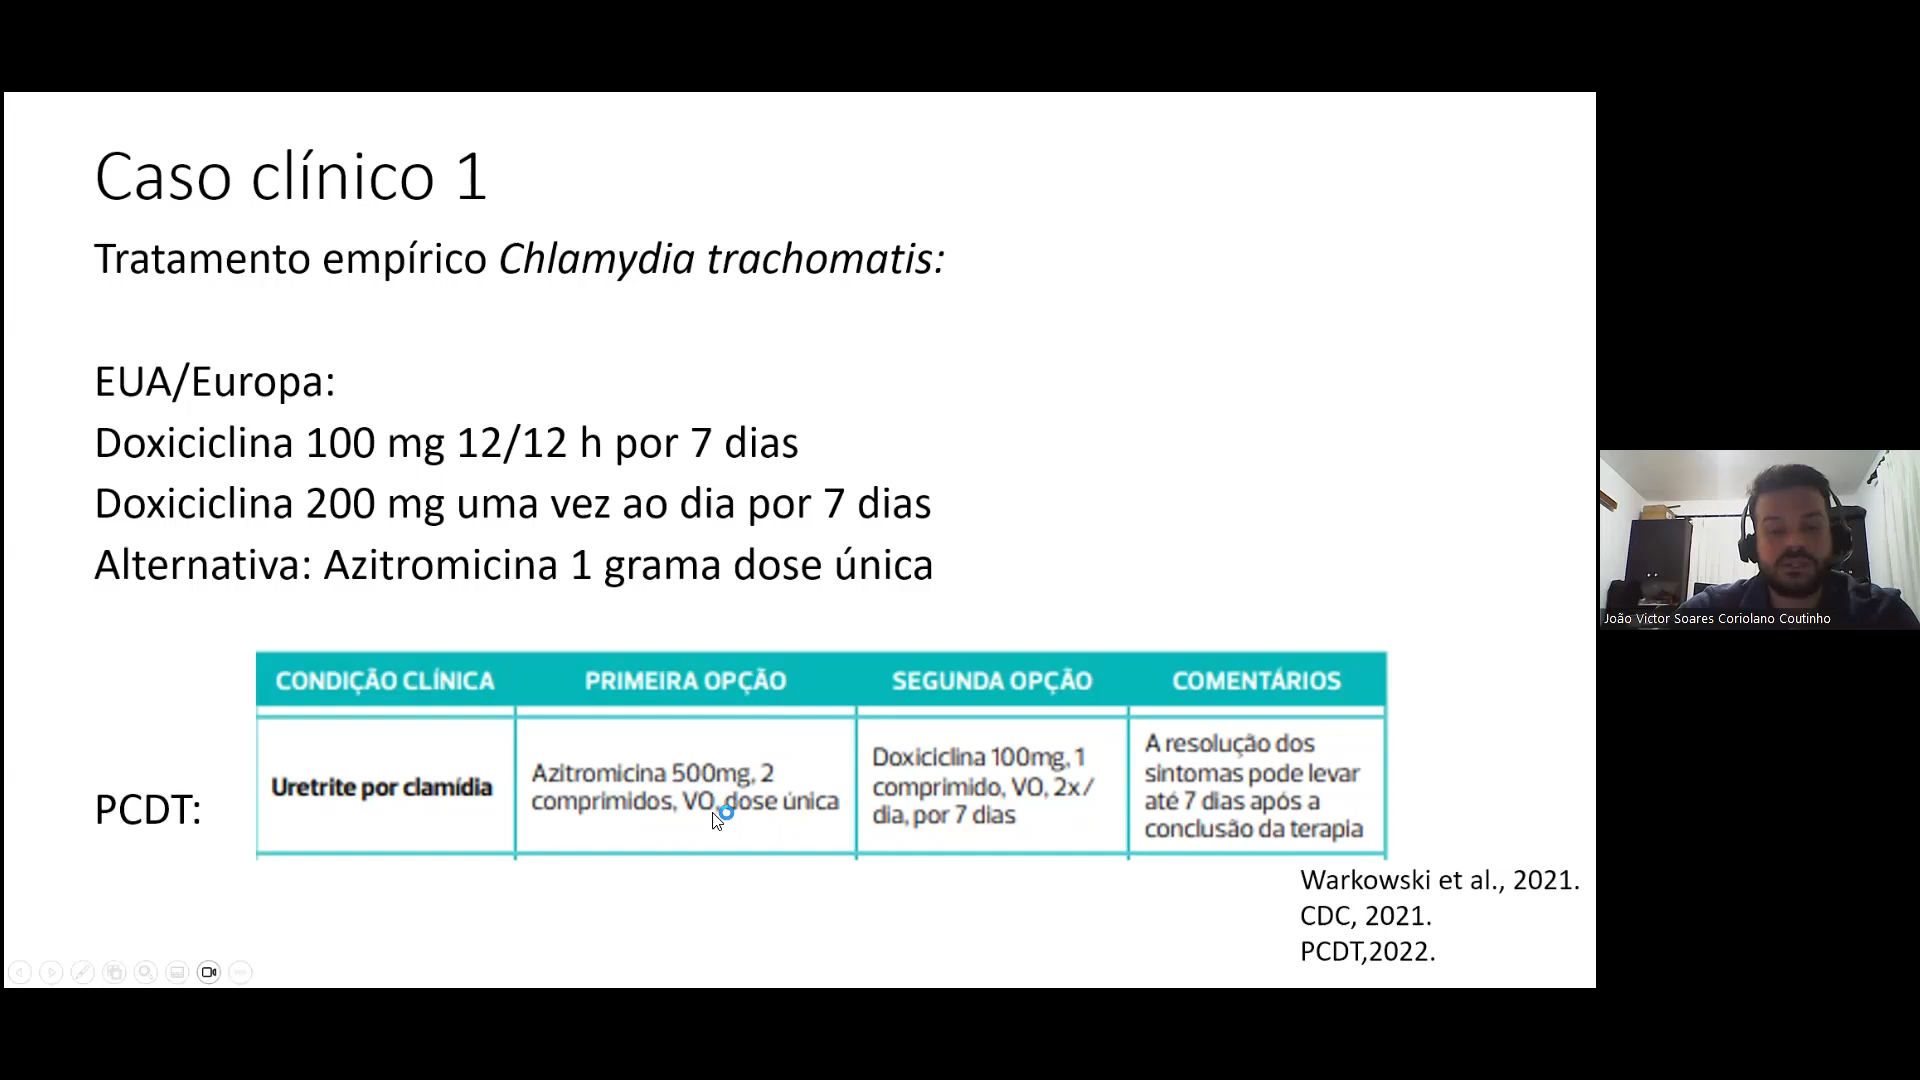 Caso clínico 1
Tratamento empírico Chlamydia trachomatis:
EUA/Europa:
Doxiciclina 100 mg 12/12 h por 7 dias
Doxiciclina 200 mg uma vez ao dia por 7 dias
Alternativa: Azitromicina 1 grama dose única
PCDT:
CONDIÇÃO CLÍNICA
PRIMEIRA OPÇÃO
SEGUNDA OPÇÃO
COMENTÁRIOS
Uretrite por clamídia
Azitromicina 500mg, 2
comprimidos, VO, dose única
Doxiciclina 100mg, 1
comprimido, VO, 2x/
dia, por 7 dias
A resolução dos
sintomas pode levar
até 7 dias após a
conclusão da terapia
Warkowski et al., 2021.
CDC, 2021.
PCDT,2022.
João Victor Soares Coriolano Coutinho